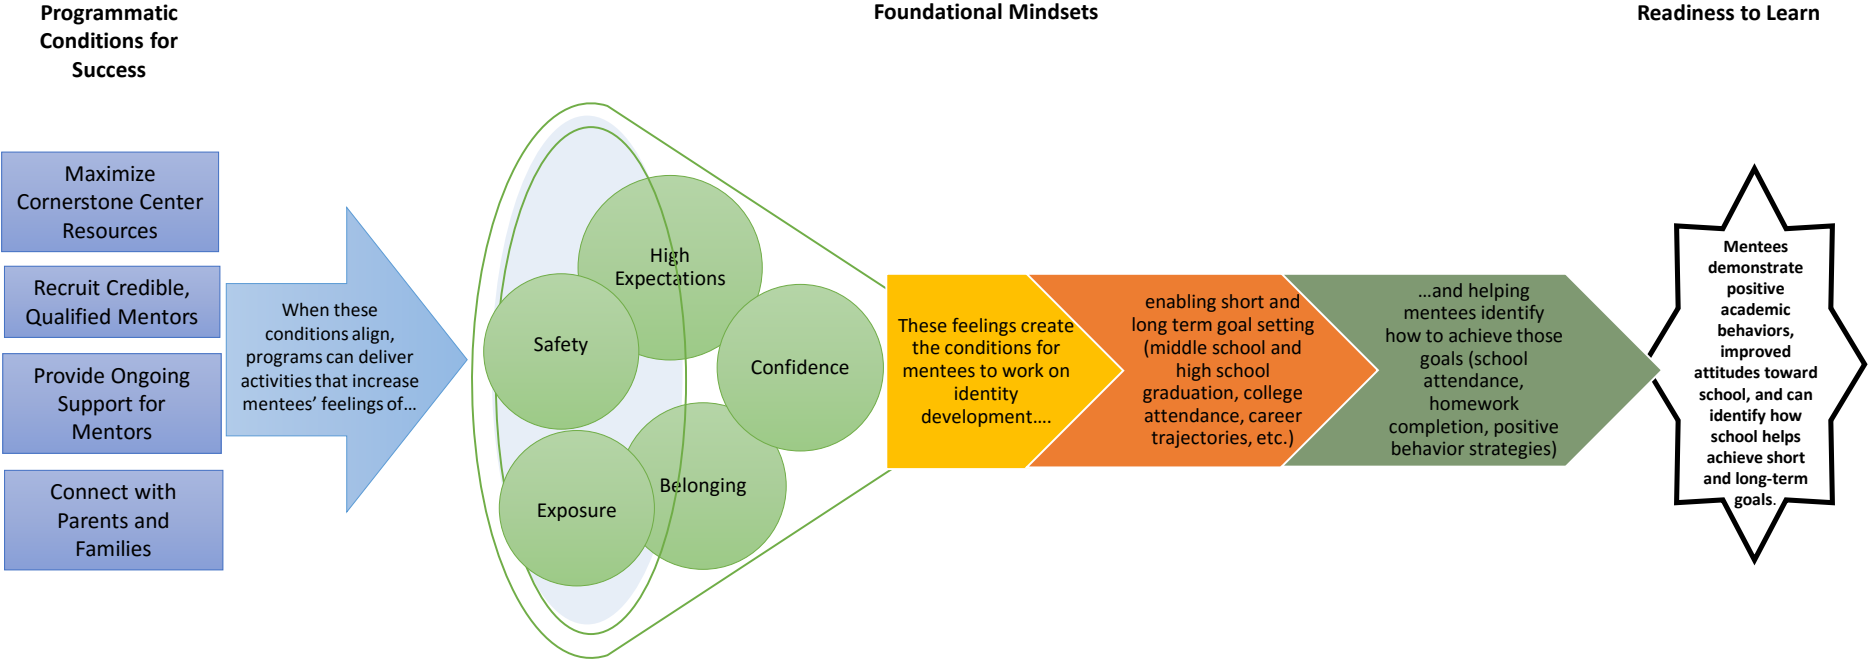 Programmatic
Conditions for
Success
Foundational Mindsets
Readiness to Learn
Maximize
Cornerstone Center
Resources
Recruit Credible,
Qualified Mentors
Provide Ongoing
Support for
Mentors
Connect with
Parents and
Families
When these
conditions align,
programs can deliver
activities that increase
mentees’ feelings of…
High
Expectations
Safety
Confidence
Belonging
Exposure
These feelings create
the conditions for
mentees to work on
identity
development….
enabling short and
long term goal setting
(middle school and
high school
graduation, college
attendance, career
trajectories, etc.)
…and helping
mentees identify
how to achieve those
goals (school
attendance,
homework
completion, positive
behavior strategies)
Mentees
demonstrate
positive
academic
behaviors,
improved
attitudes toward
school, and can
identify how
school helps
achieve short
and long-term
goals.